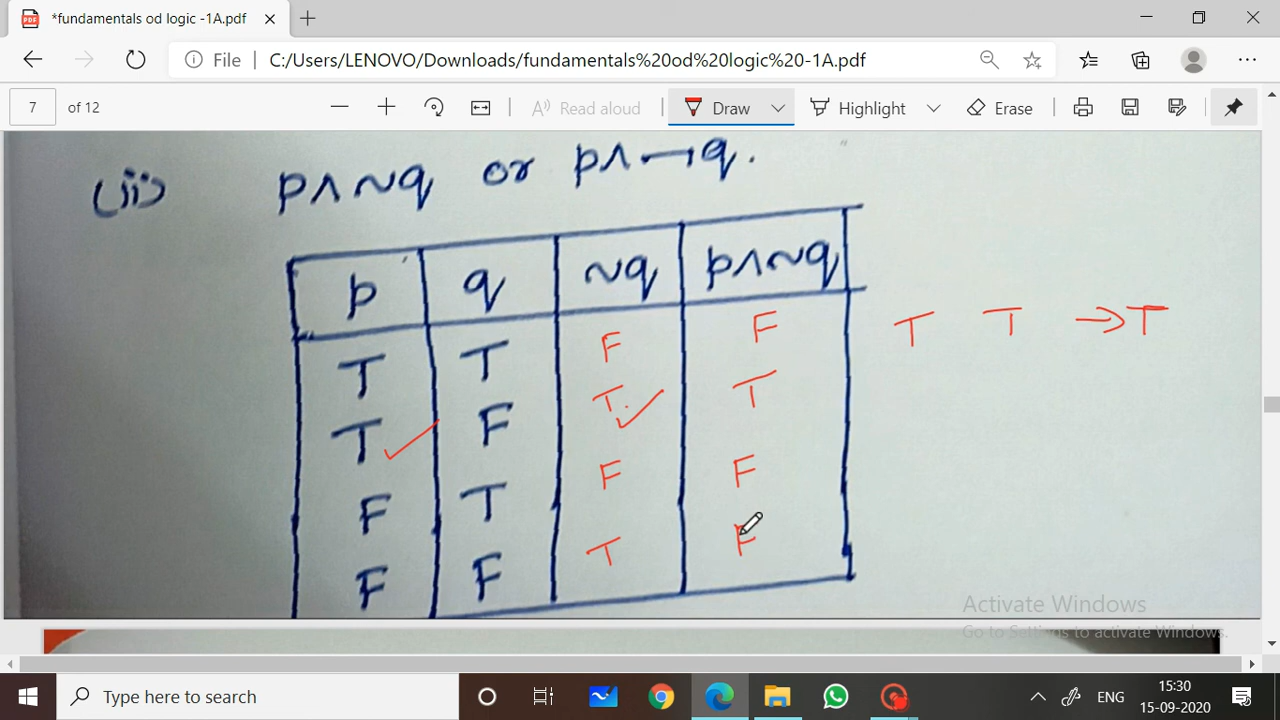 *fundamentals od logic -1A.pdf
File C:/Users/LENOVO/Downloads/fundamentals%20od%20logic%20-1A.pdf
7 of 12 Read aloud Draw Highlight Erase
(ii) p∧~q or p∧¬q.
p q ~q p∧~q
T T F F T T → T
T F T T
F T F F
F F T F
Activate Windows
Go to Settings to activate Windows.
Type here to search
ENG 15:30
15-09-2020